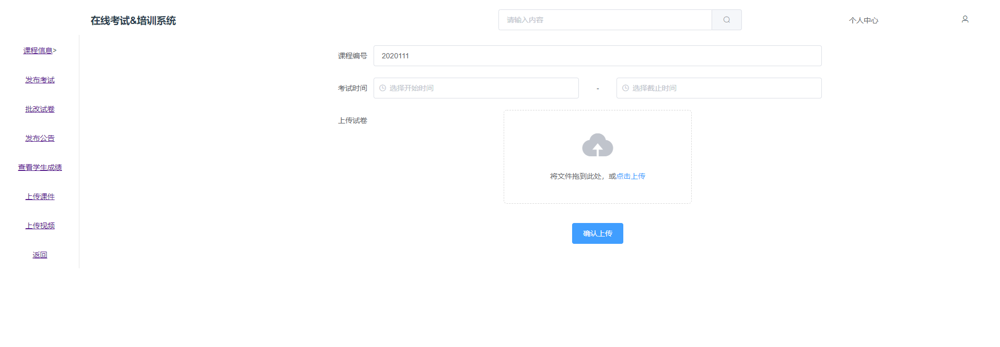 在线考试&培训系统
请输入内容
个人中心
课程信息>
发布考试
批改试卷
发布公告
查看学生成绩
上传课件
上传视频
返回
课程编号 2020111
考试时间 选择开始时间 - 选择截止时间
上传试卷
将文件拖到此处，或点击上传
确认上传